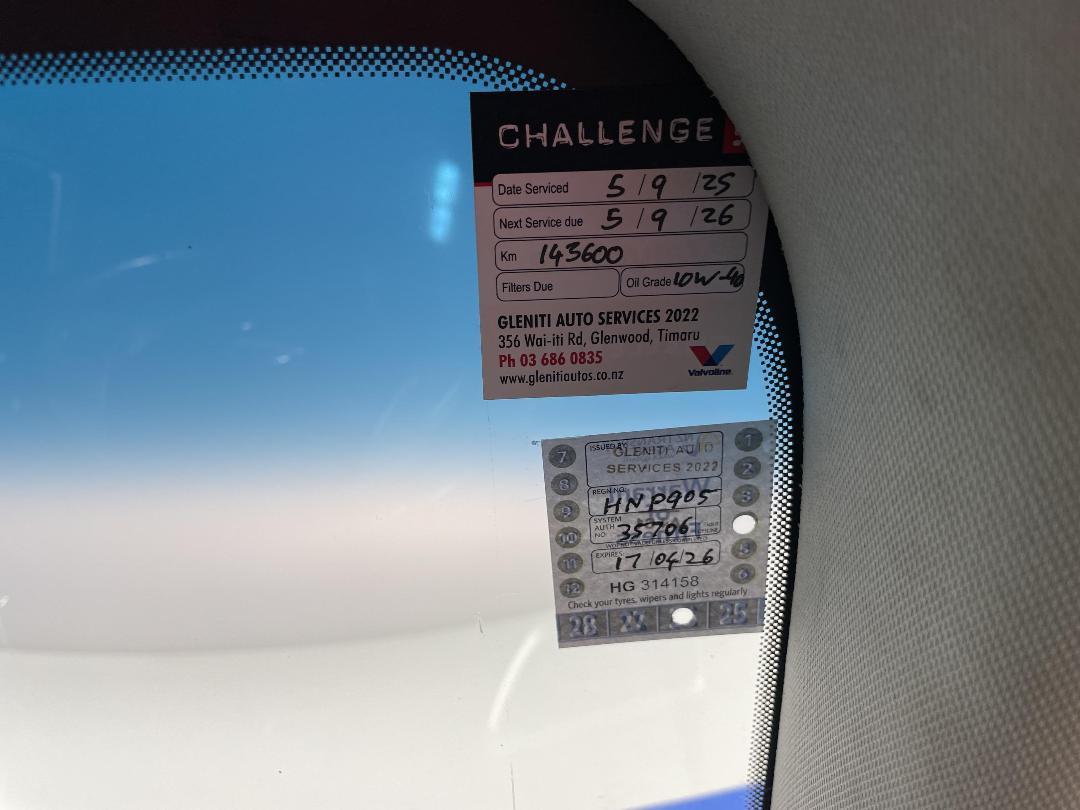 CHALLENGE
Date Serviced 5/9/25
Next Service due 5/9/26
Km 143600
Filters Due
Oil Grade 10W-40
GLENITI AUTO SERVICES 2022
356 Wai-iti Rd, Glenwood, Timaru
Ph 03 686 0835
www.glenitiautos.co.nz
Valvoline
ISSUED BY:
GLENITI AUTO
SERVICES 2022
REGN NO:
HNP905
SYSTEM AUTH NO: 35706
EXPIRES: 17/04/26
HG 314158
Check your tyres, wipers and lights regularly
7
8
9
10
11
12
1
2
3
5
6
28 27 25